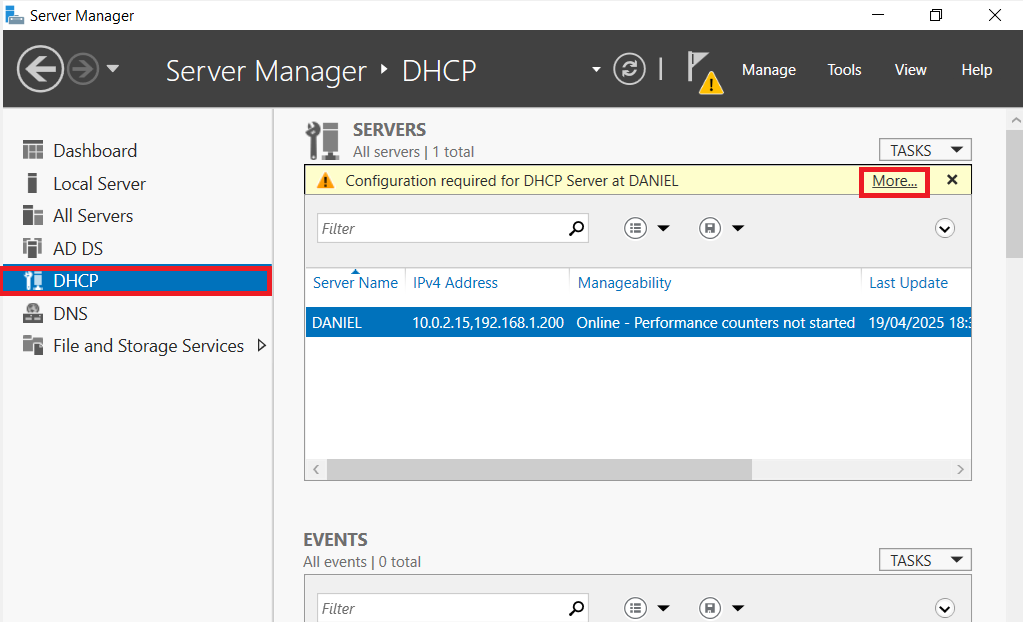 Server Manager
Server Manager ‣ DHCP
Manage Tools View Help
Dashboard
Local Server
All Servers
AD DS
DHCP
DNS
File and Storage Services
SERVERS
All servers | 1 total
TASKS
Configuration required for DHCP Server at DANIEL More...
Filter
Server Name IPv4 Address Manageability Last Update
DANIEL 10.0.2.15,192.168.1.200 Online - Performance counters not started 19/04/2025 18:3
EVENTS
All events | 0 total
TASKS
Filter